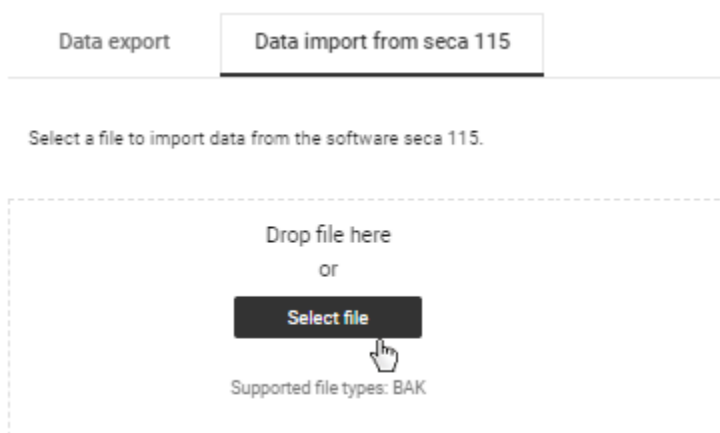 Data export
Data import from seca 115
Select a file to import data from the software seca 115.
Drop file here
or
Select file
Supported file types: BAK